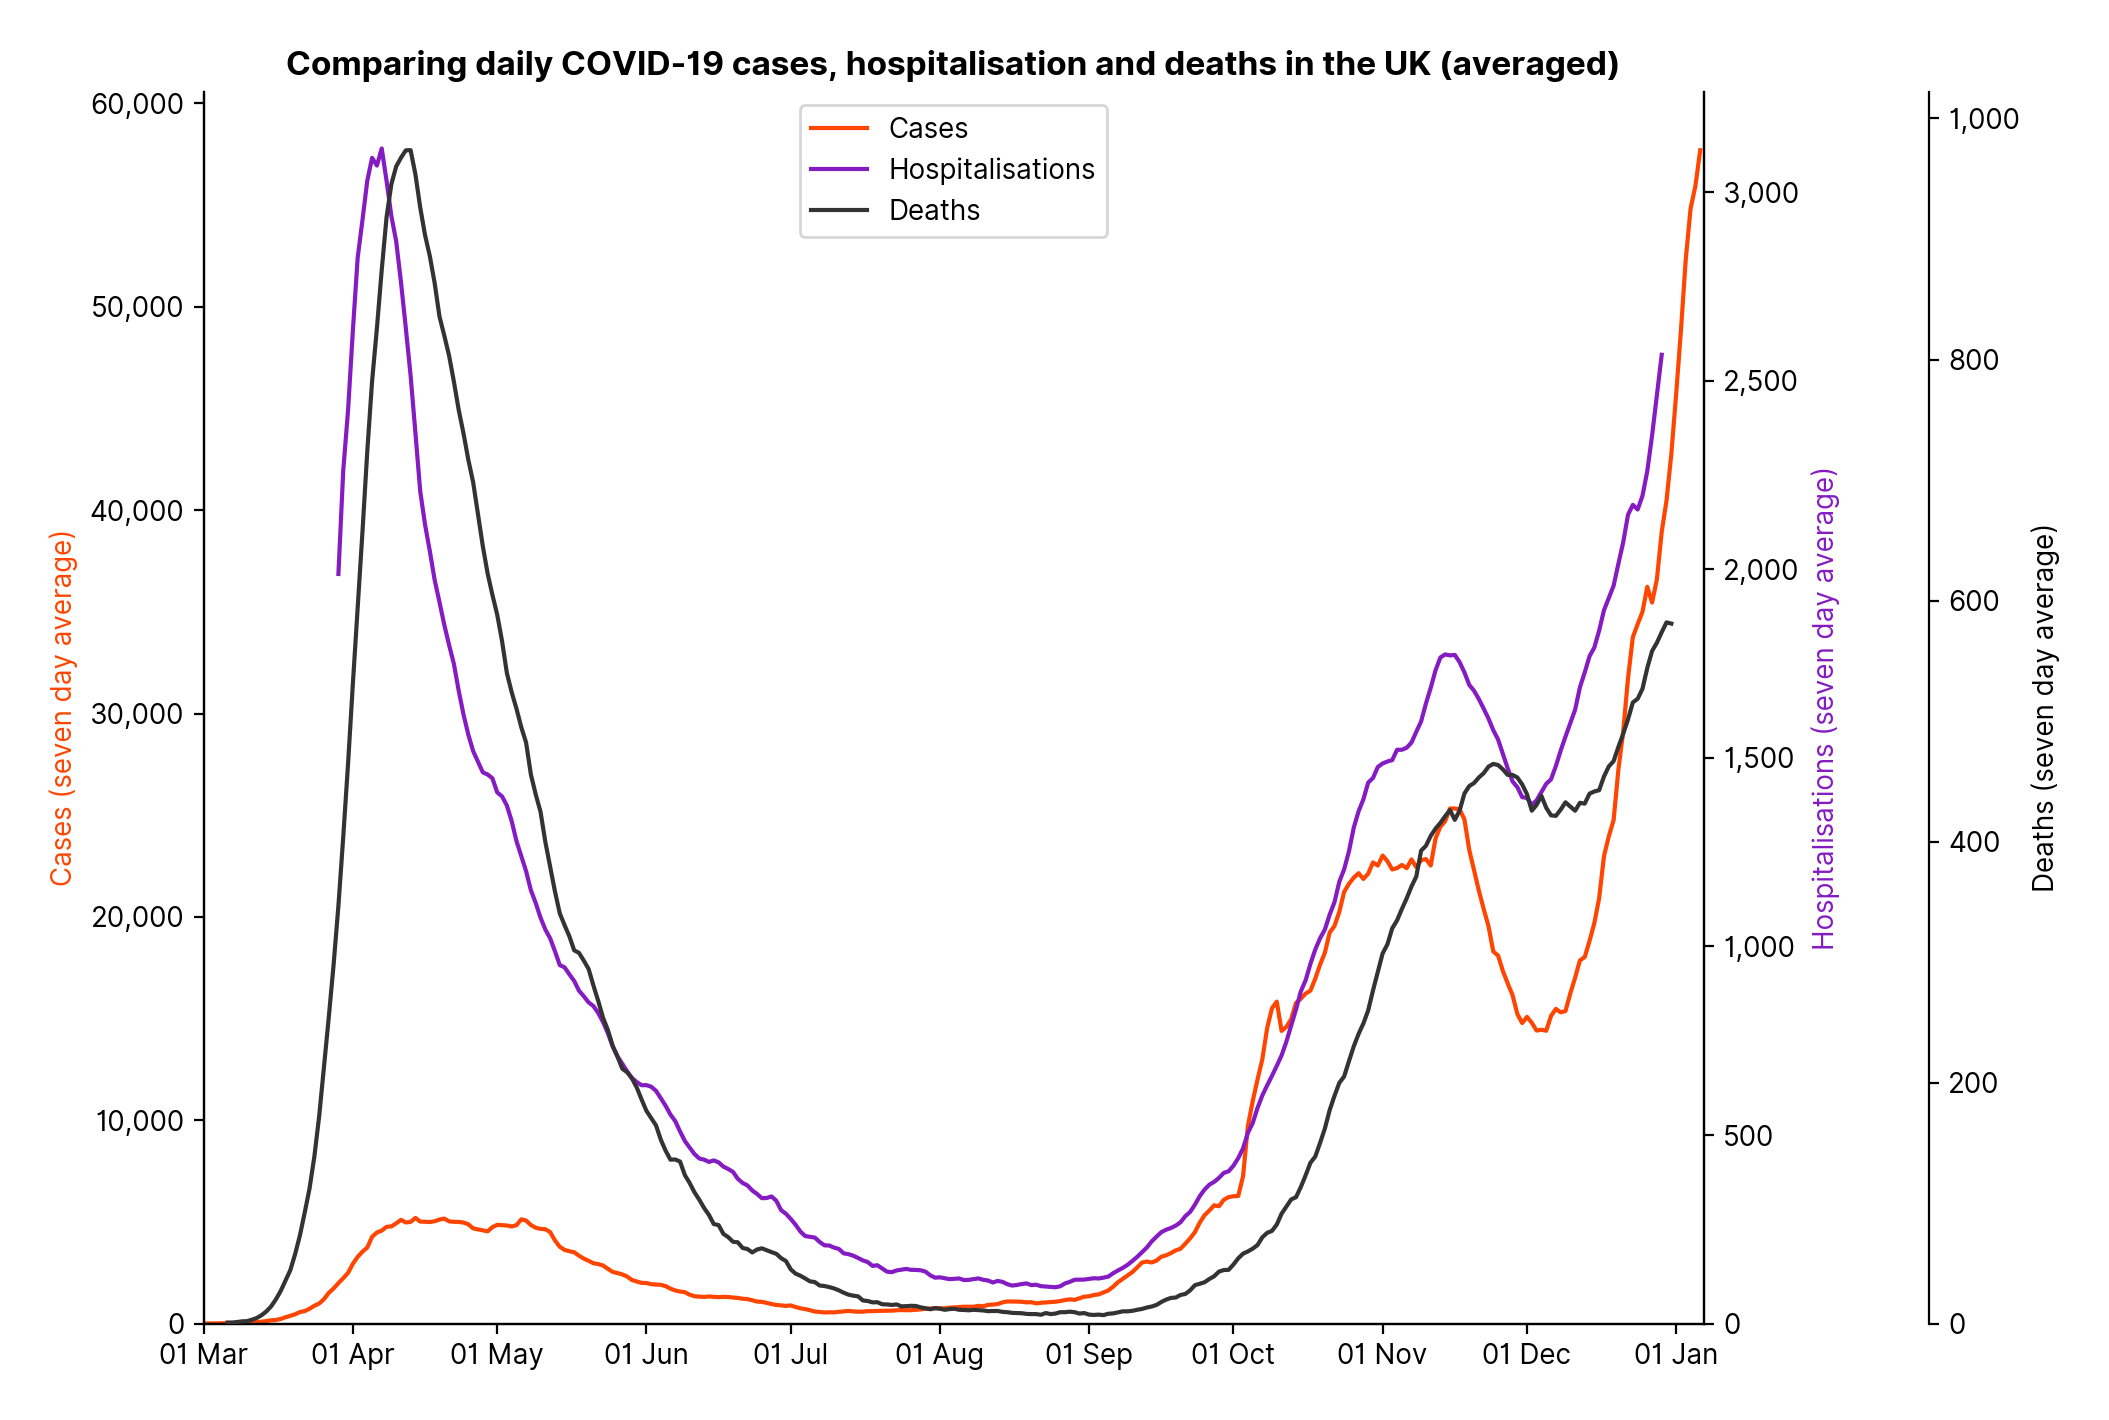 Comparing daily COVID-19 cases, hospitalisation and deaths in the UK (averaged)
Cases
Hospitalisations
Deaths
Cases (seven day average)
60,000
50,000
40,000
30,000
20,000
10,000
0
01 Mar
01 Apr
01 May
01 Jun
01 Jul
01 Aug
01 Sep
01 Oct
01 Nov
01 Dec
01 Jan
3,000
2,500
2,000
1,500
1,000
500
0
Hospitalisations (seven day average)
1,000
800
600
400
200
0
Deaths (seven day average)